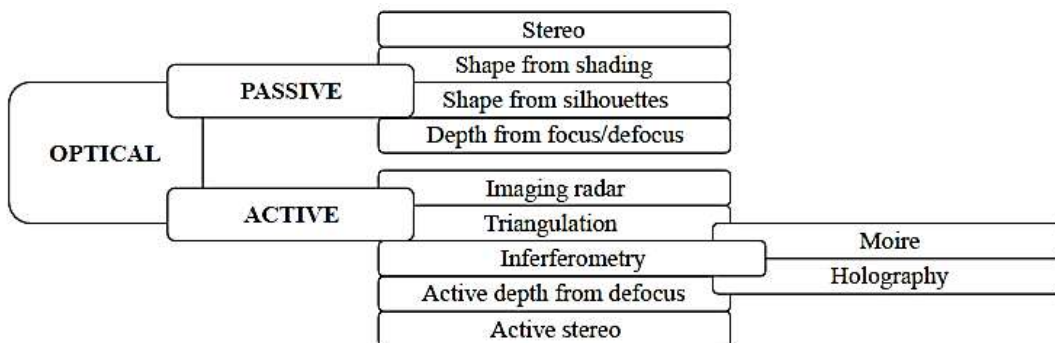 OPTICAL
PASSIVE
Stereo
Shape from shading
Shape from silhouettes
Depth from focus/defocus
ACTIVE
Imaging radar
Triangulation
Inferferometry
Moire
Holography
Active depth from defocus
Active stereo